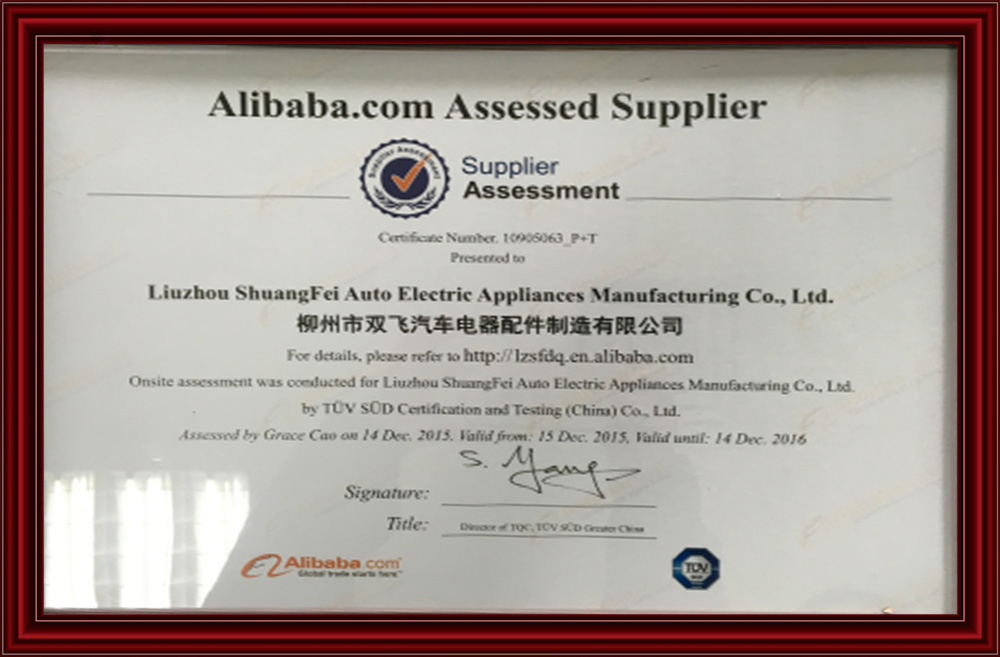 Alibaba.com Assessed Supplier
Supplier Assessment
Supplier
Assessment
Certificate Number. 10905063_P+T
Presented to
Liuzhou ShuangFei Auto Electric Appliances Manufacturing Co., Ltd.
柳州市双飞汽车电器配件制造有限公司
For details, please refer to http://lzsfdq.en.alibaba.com
Onsite assessment was conducted for Liuzhou ShuangFei Auto Electric Appliances Manufacturing Co., Ltd.
by TÜV SÜD Certification and Testing (China) Co., Ltd.
Assessed by Grace Cao on 14 Dec. 2015. Valid from: 15 Dec. 2015, Valid until: 14 Dec. 2016
S. Yang
Signature:
Title: Director of TQC, TÜV SÜD Greater China
Alibaba.com
Global trade starts here.™
TÜV